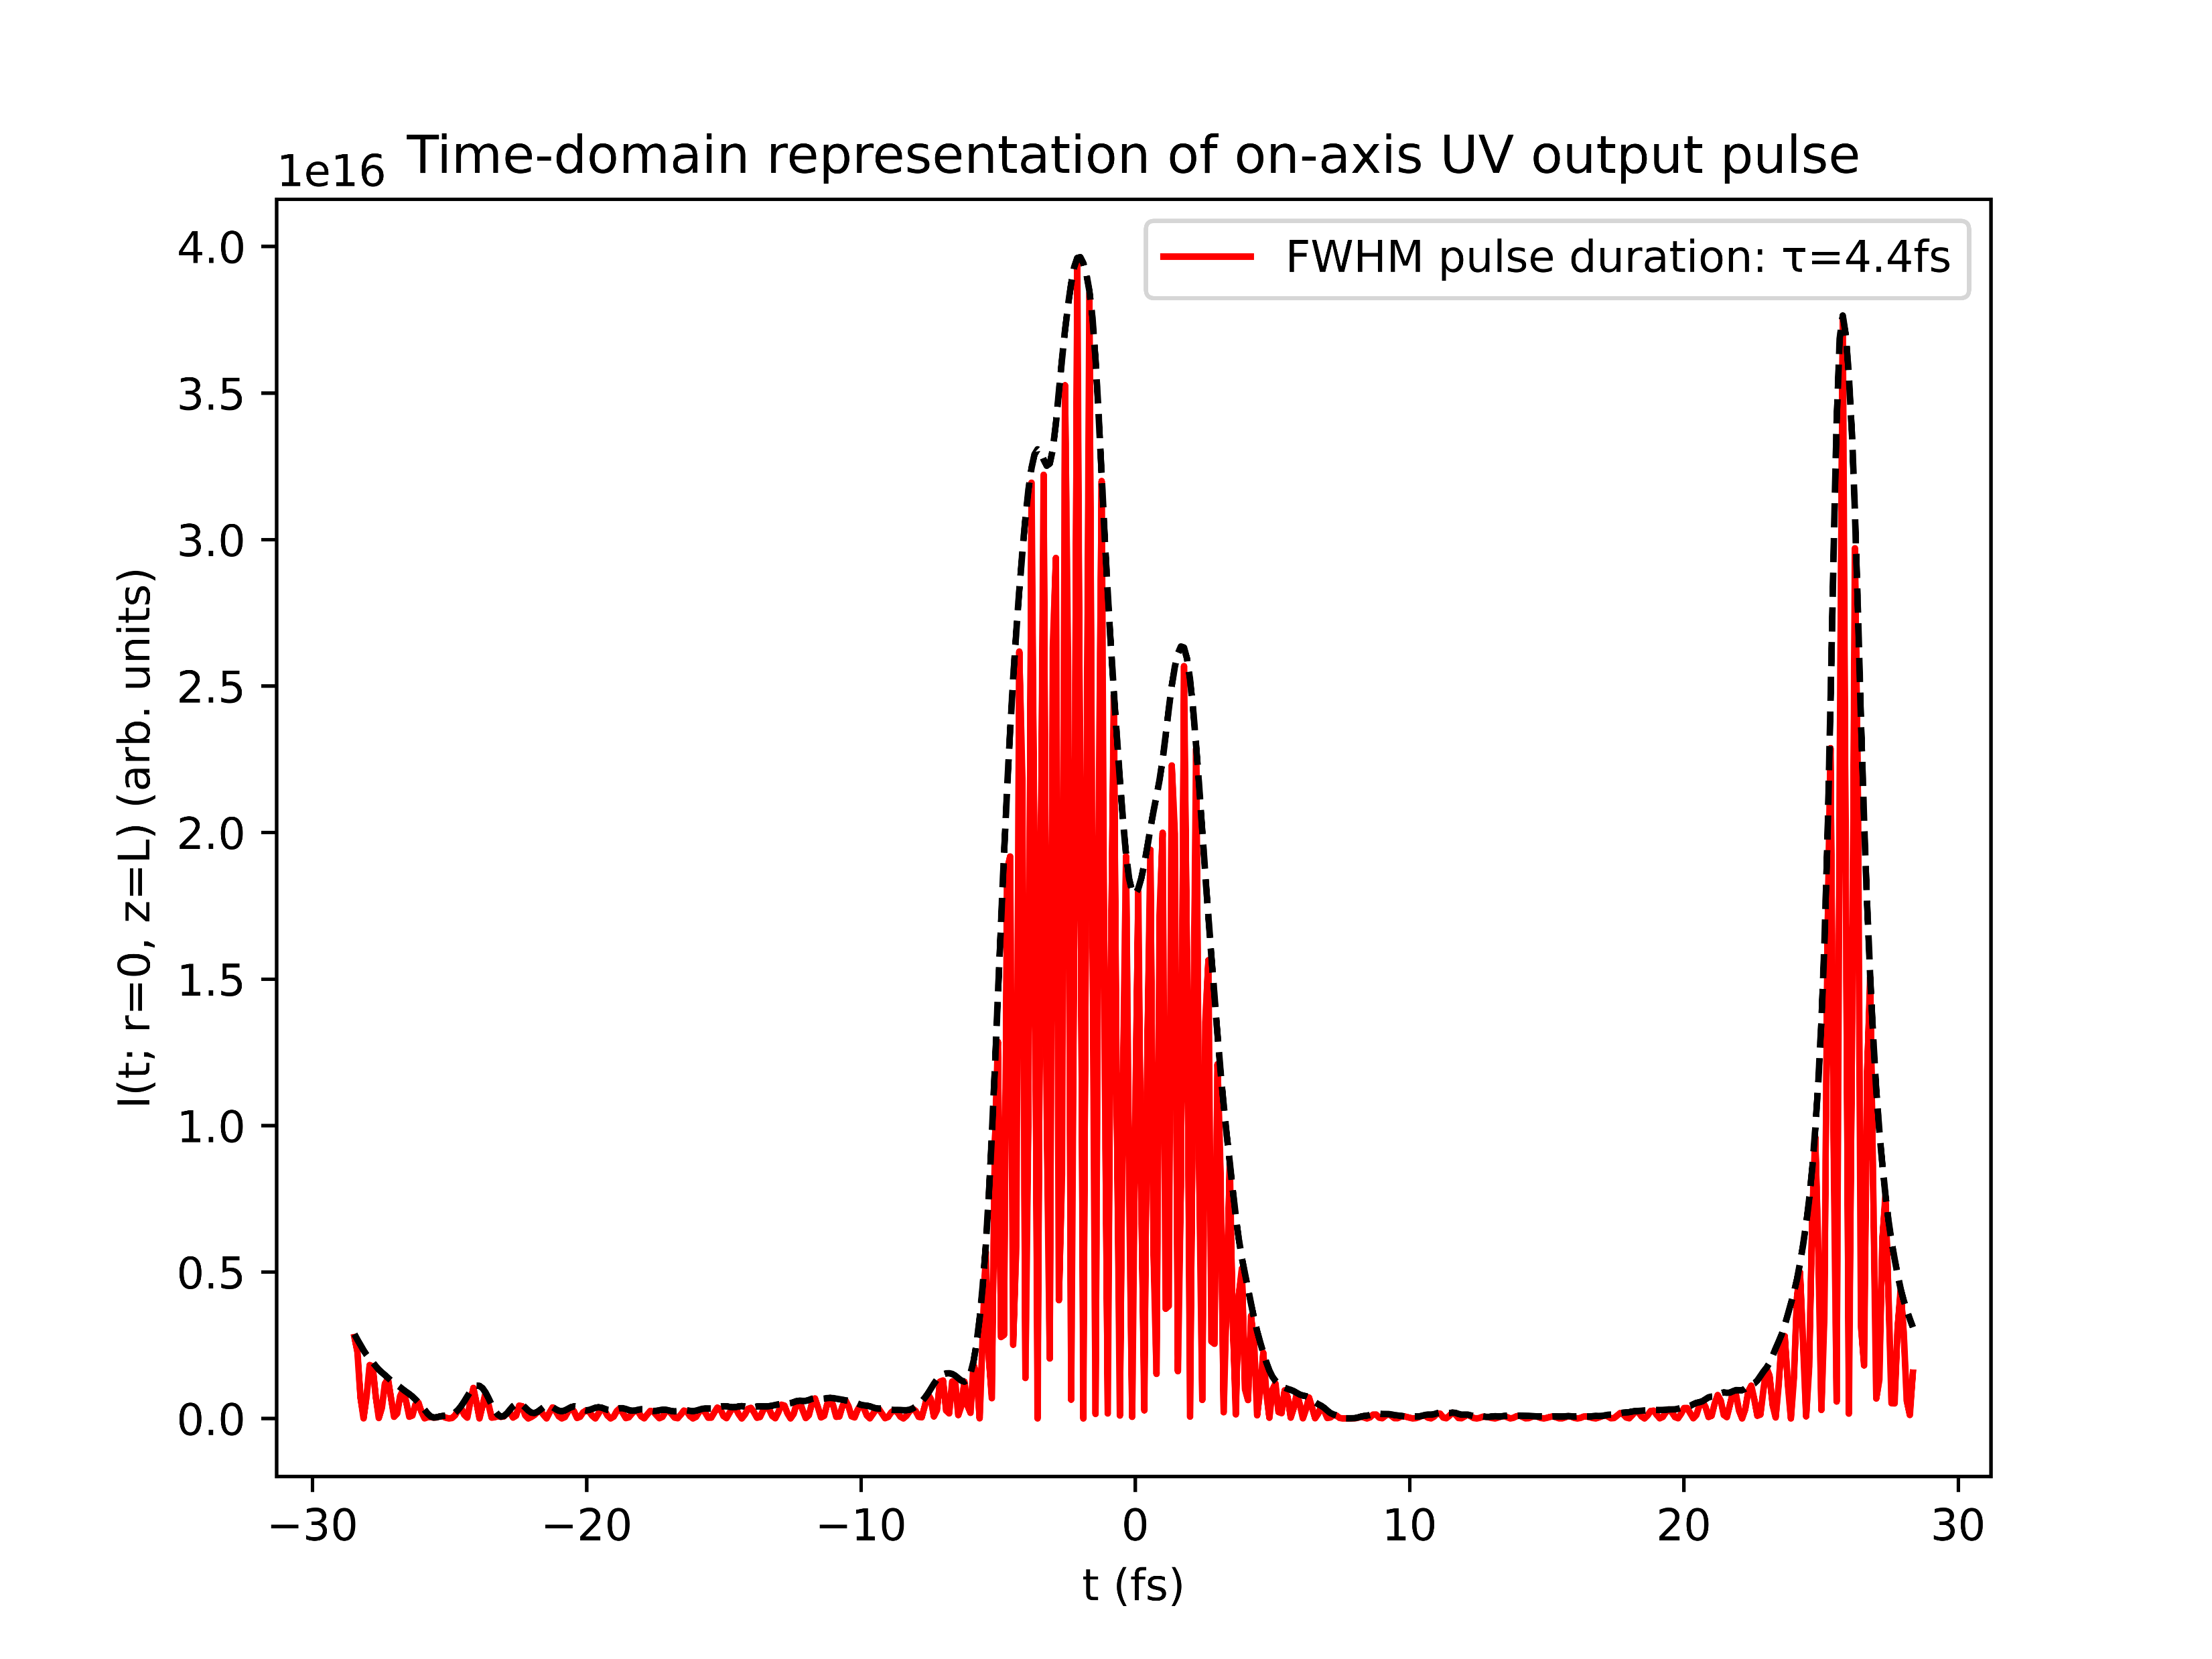 Time-domain representation of on-axis UV output pulse
1e16
FWHM pulse duration: τ=4.4fs
4.0
3.5
3.0
2.5
2.0
1.5
1.0
0.5
0.0
I(t; r=0, z=L) (arb. units)
−30 −20 −10 0 10 20 30
t (fs)